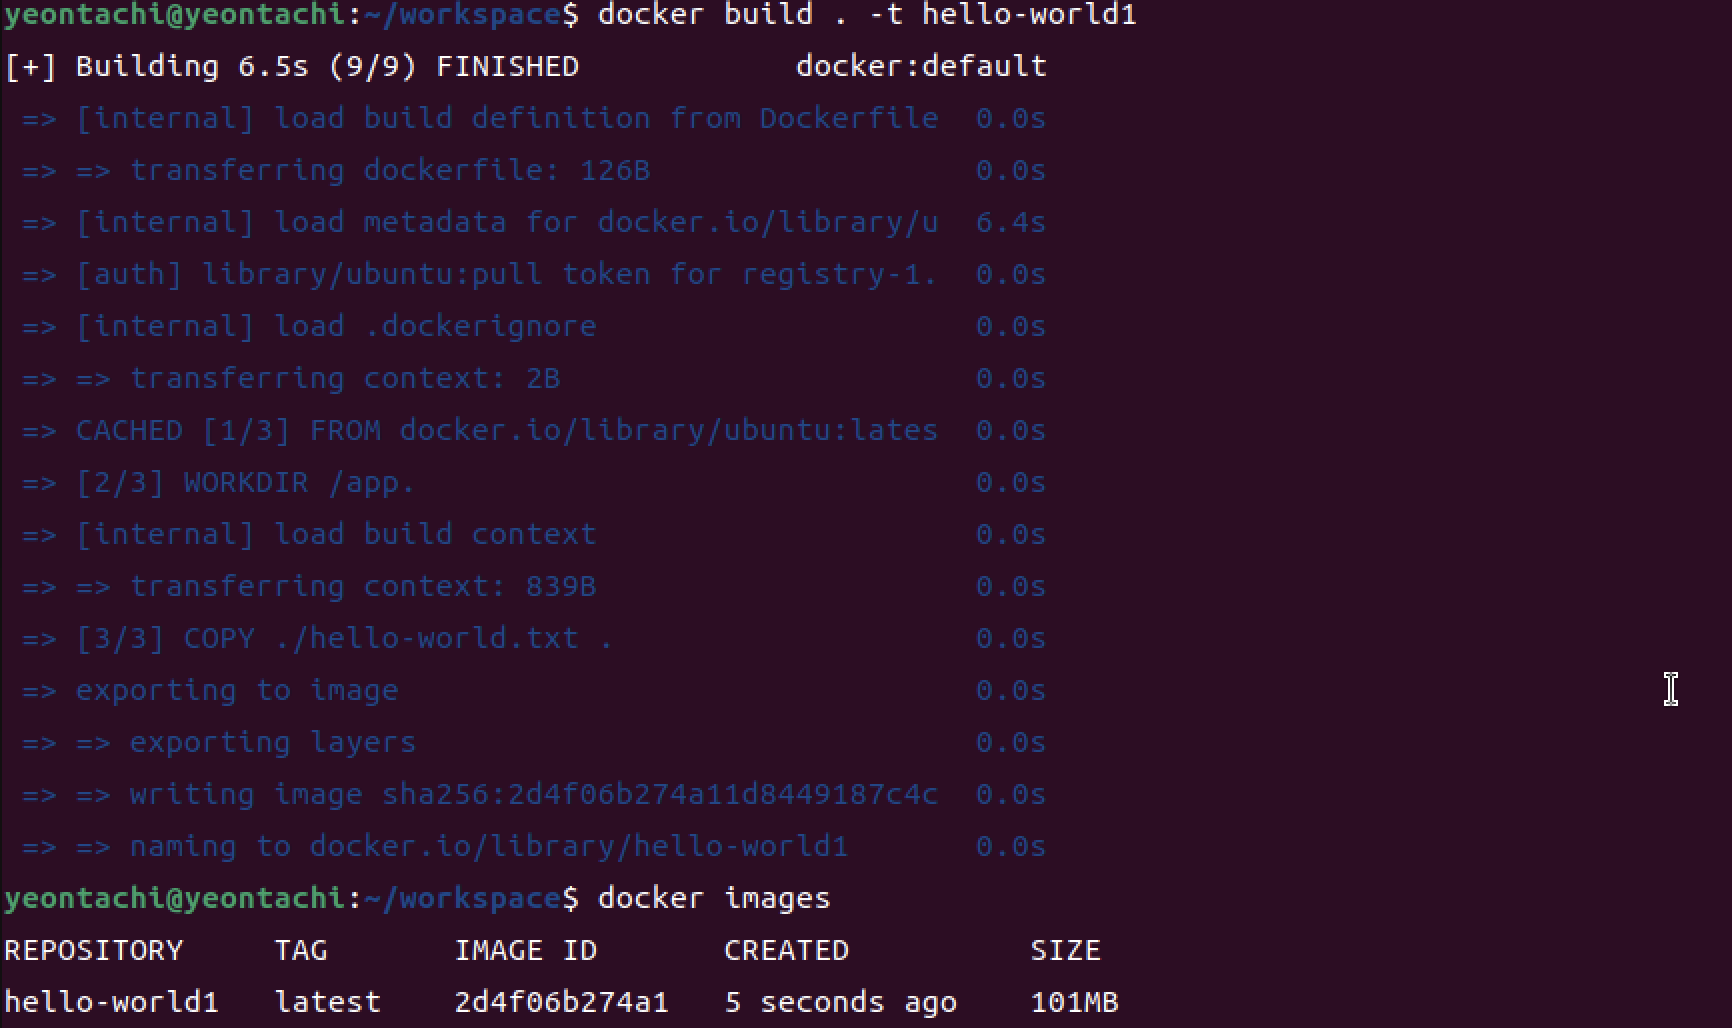 yeontachi@yeontachi:~/workspace$ docker build . -t hello-world1
[+] Building 6.5s (9/9) FINISHED docker:default
=> [internal] load build definition from Dockerfile 0.0s
=> => transferring dockerfile: 126B 0.0s
=> [internal] load metadata for docker.io/library/u 6.4s
=> [auth] library/ubuntu:pull token for registry-1. 0.0s
=> [internal] load .dockerignore 0.0s
=> => transferring context: 2B 0.0s
=> CACHED [1/3] FROM docker.io/library/ubuntu:lates 0.0s
=> [2/3] WORKDIR /app. 0.0s
=> [internal] load build context 0.0s
=> => transferring context: 839B 0.0s
=> [3/3] COPY ./hello-world.txt . 0.0s
=> exporting to image 0.0s
=> => exporting layers 0.0s
=> => writing image sha256:2d4f06b274a11d8449187c4c 0.0s
=> => naming to docker.io/library/hello-world1 0.0s
yeontachi@yeontachi:~/workspace$ docker images
REPOSITORY TAG IMAGE ID CREATED SIZE
hello-world1 latest 2d4f06b274a1 5 seconds ago 101MB